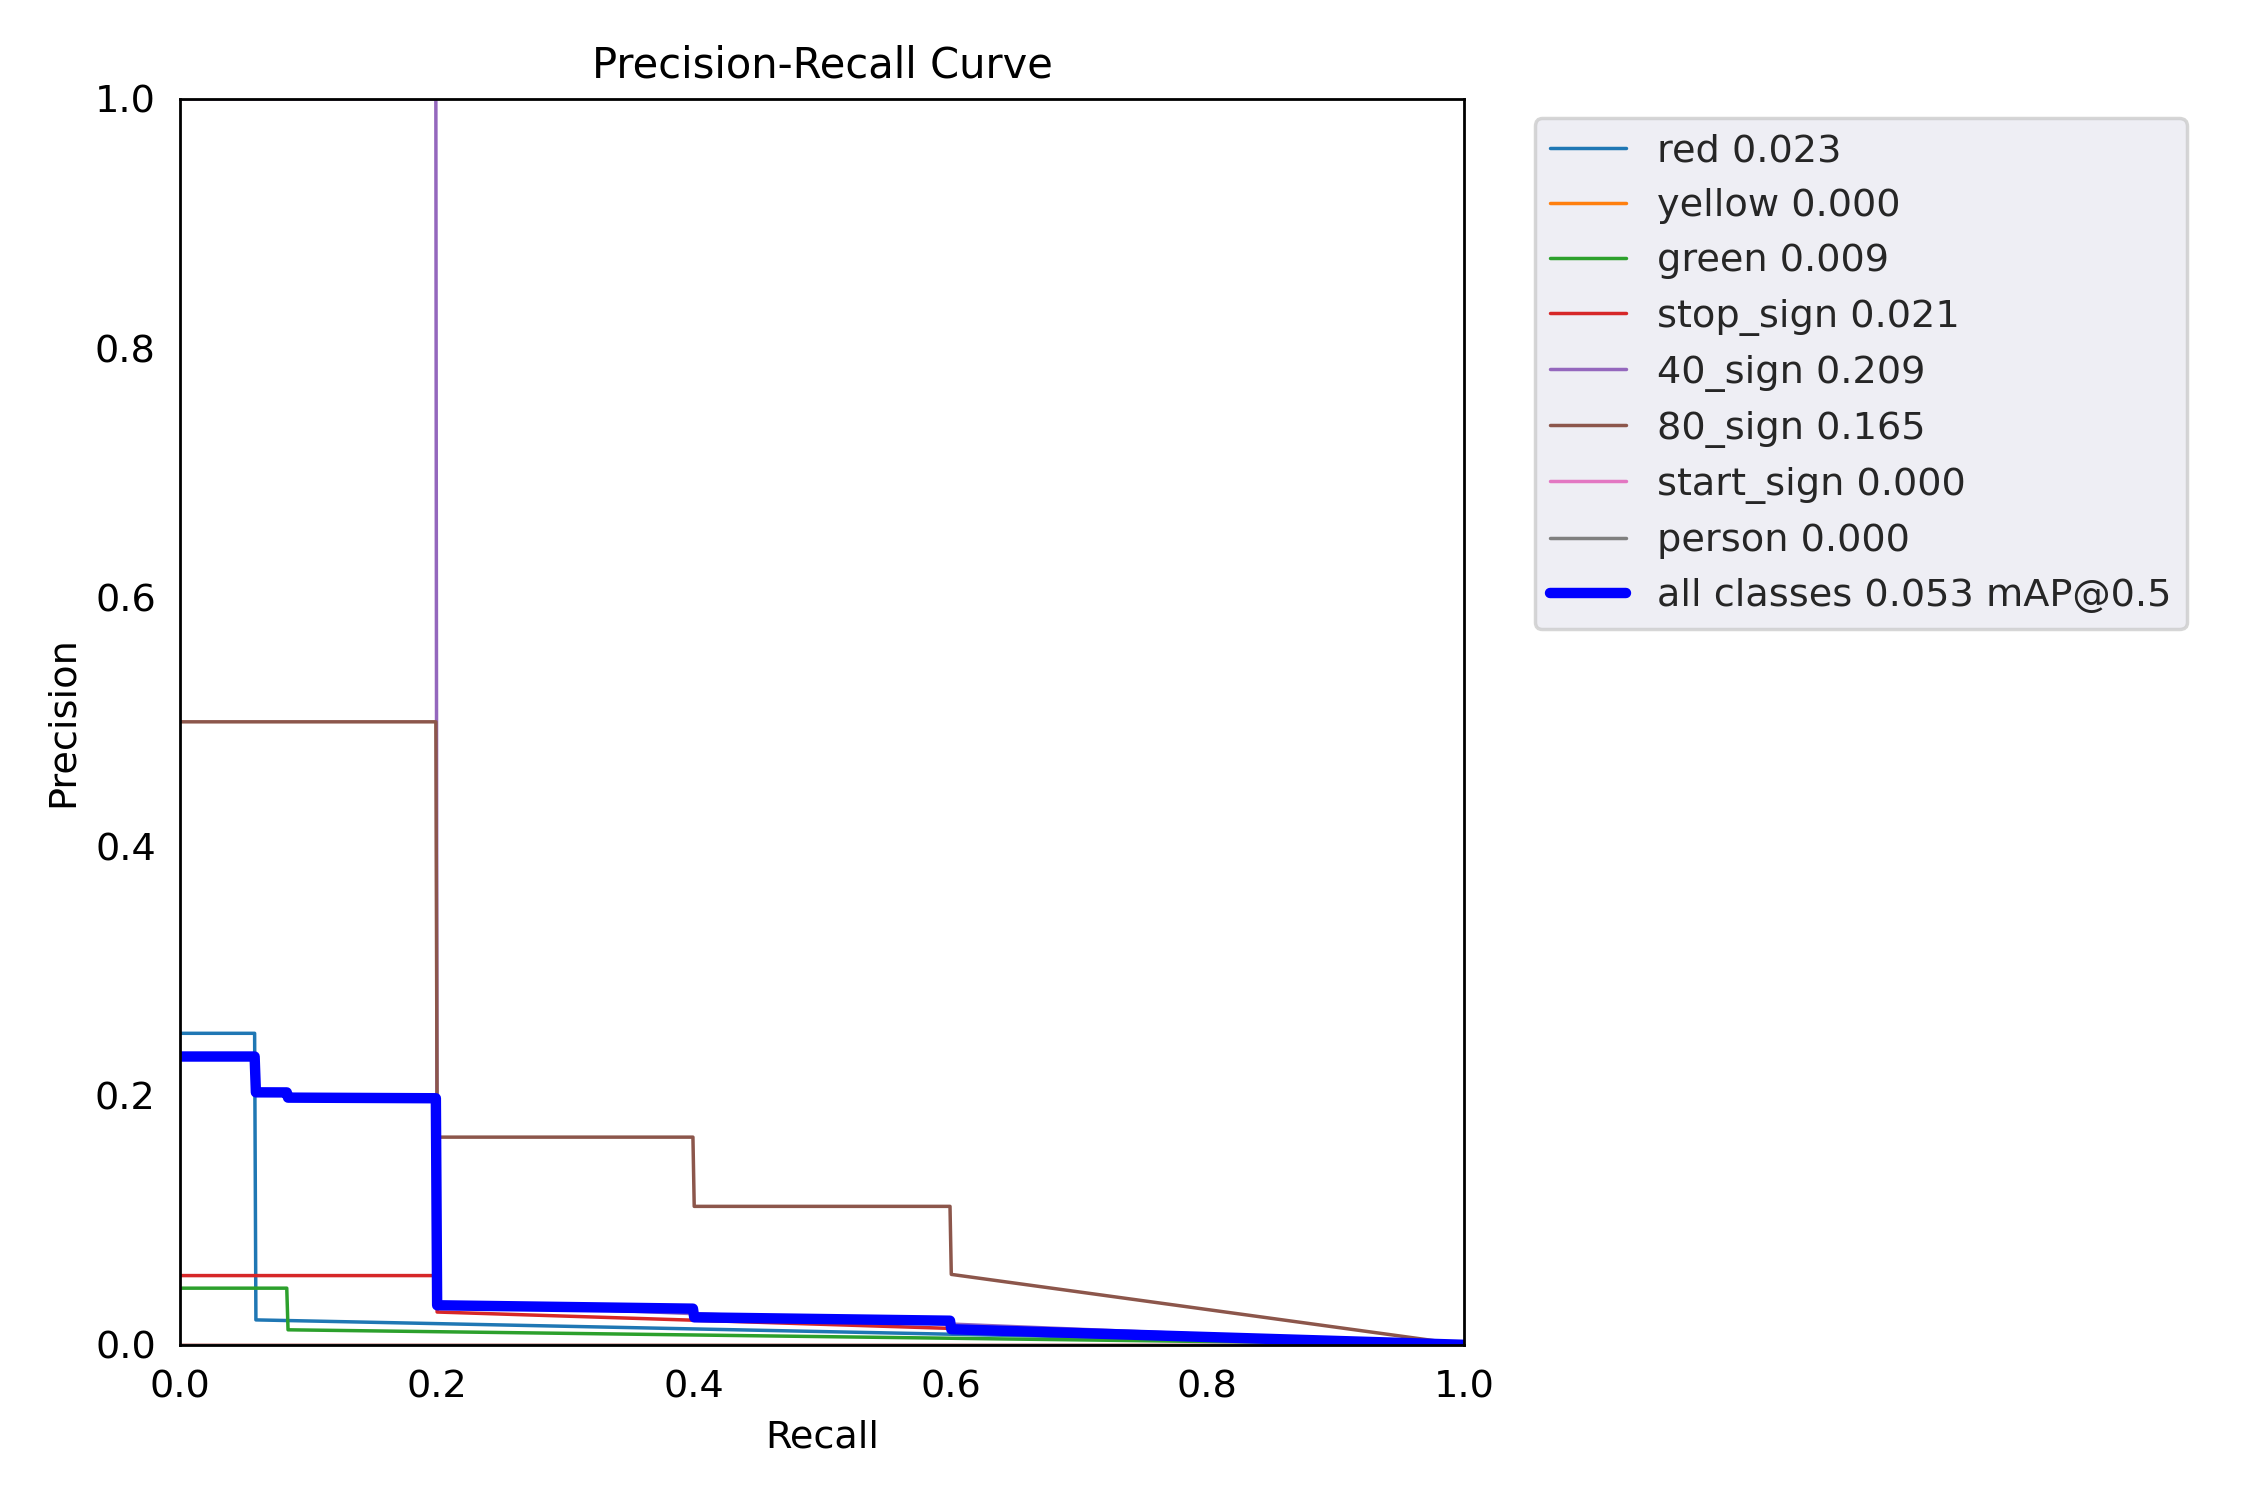 Precision-Recall Curve
1.0
0.8
0.6
0.4
0.2
0.0
Precision
0.0 0.2 0.4 0.6 0.8 1.0
Recall
red 0.023
yellow 0.000
green 0.009
stop_sign 0.021
40_sign 0.209
80_sign 0.165
start_sign 0.000
person 0.000
all classes 0.053 mAP@0.5